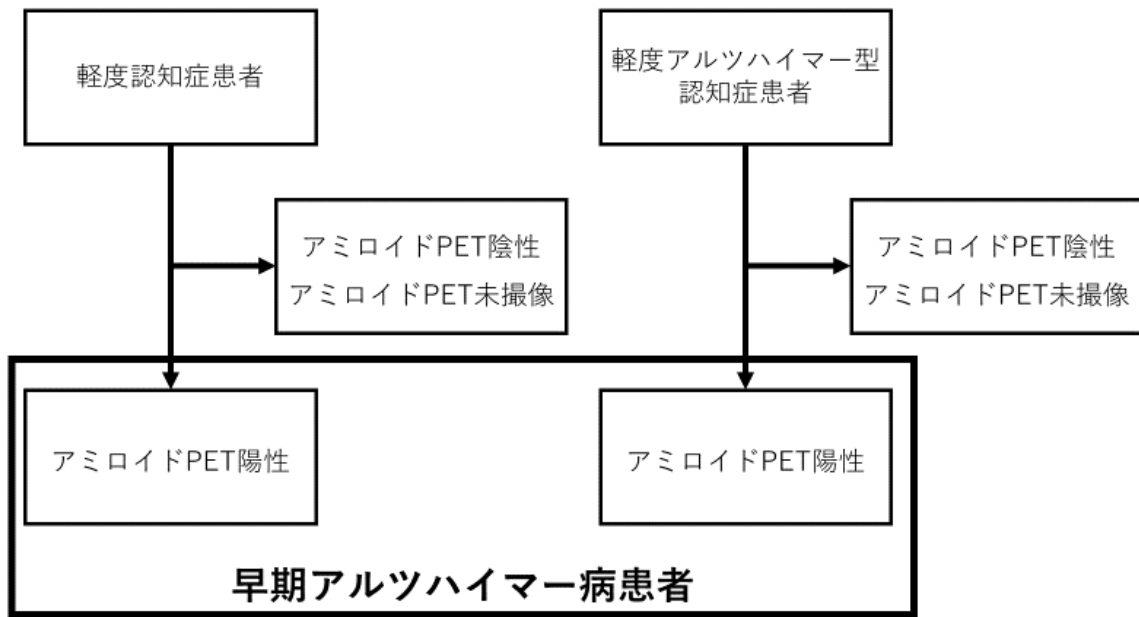 軽度認知症患者
軽度アルツハイマー型
認知症患者
アミロイドPET陰性
アミロイドPET未撮像
アミロイドPET陰性
アミロイドPET未撮像
アミロイドPET陽性
アミロイドPET陽性
早期アルツハイマー病患者